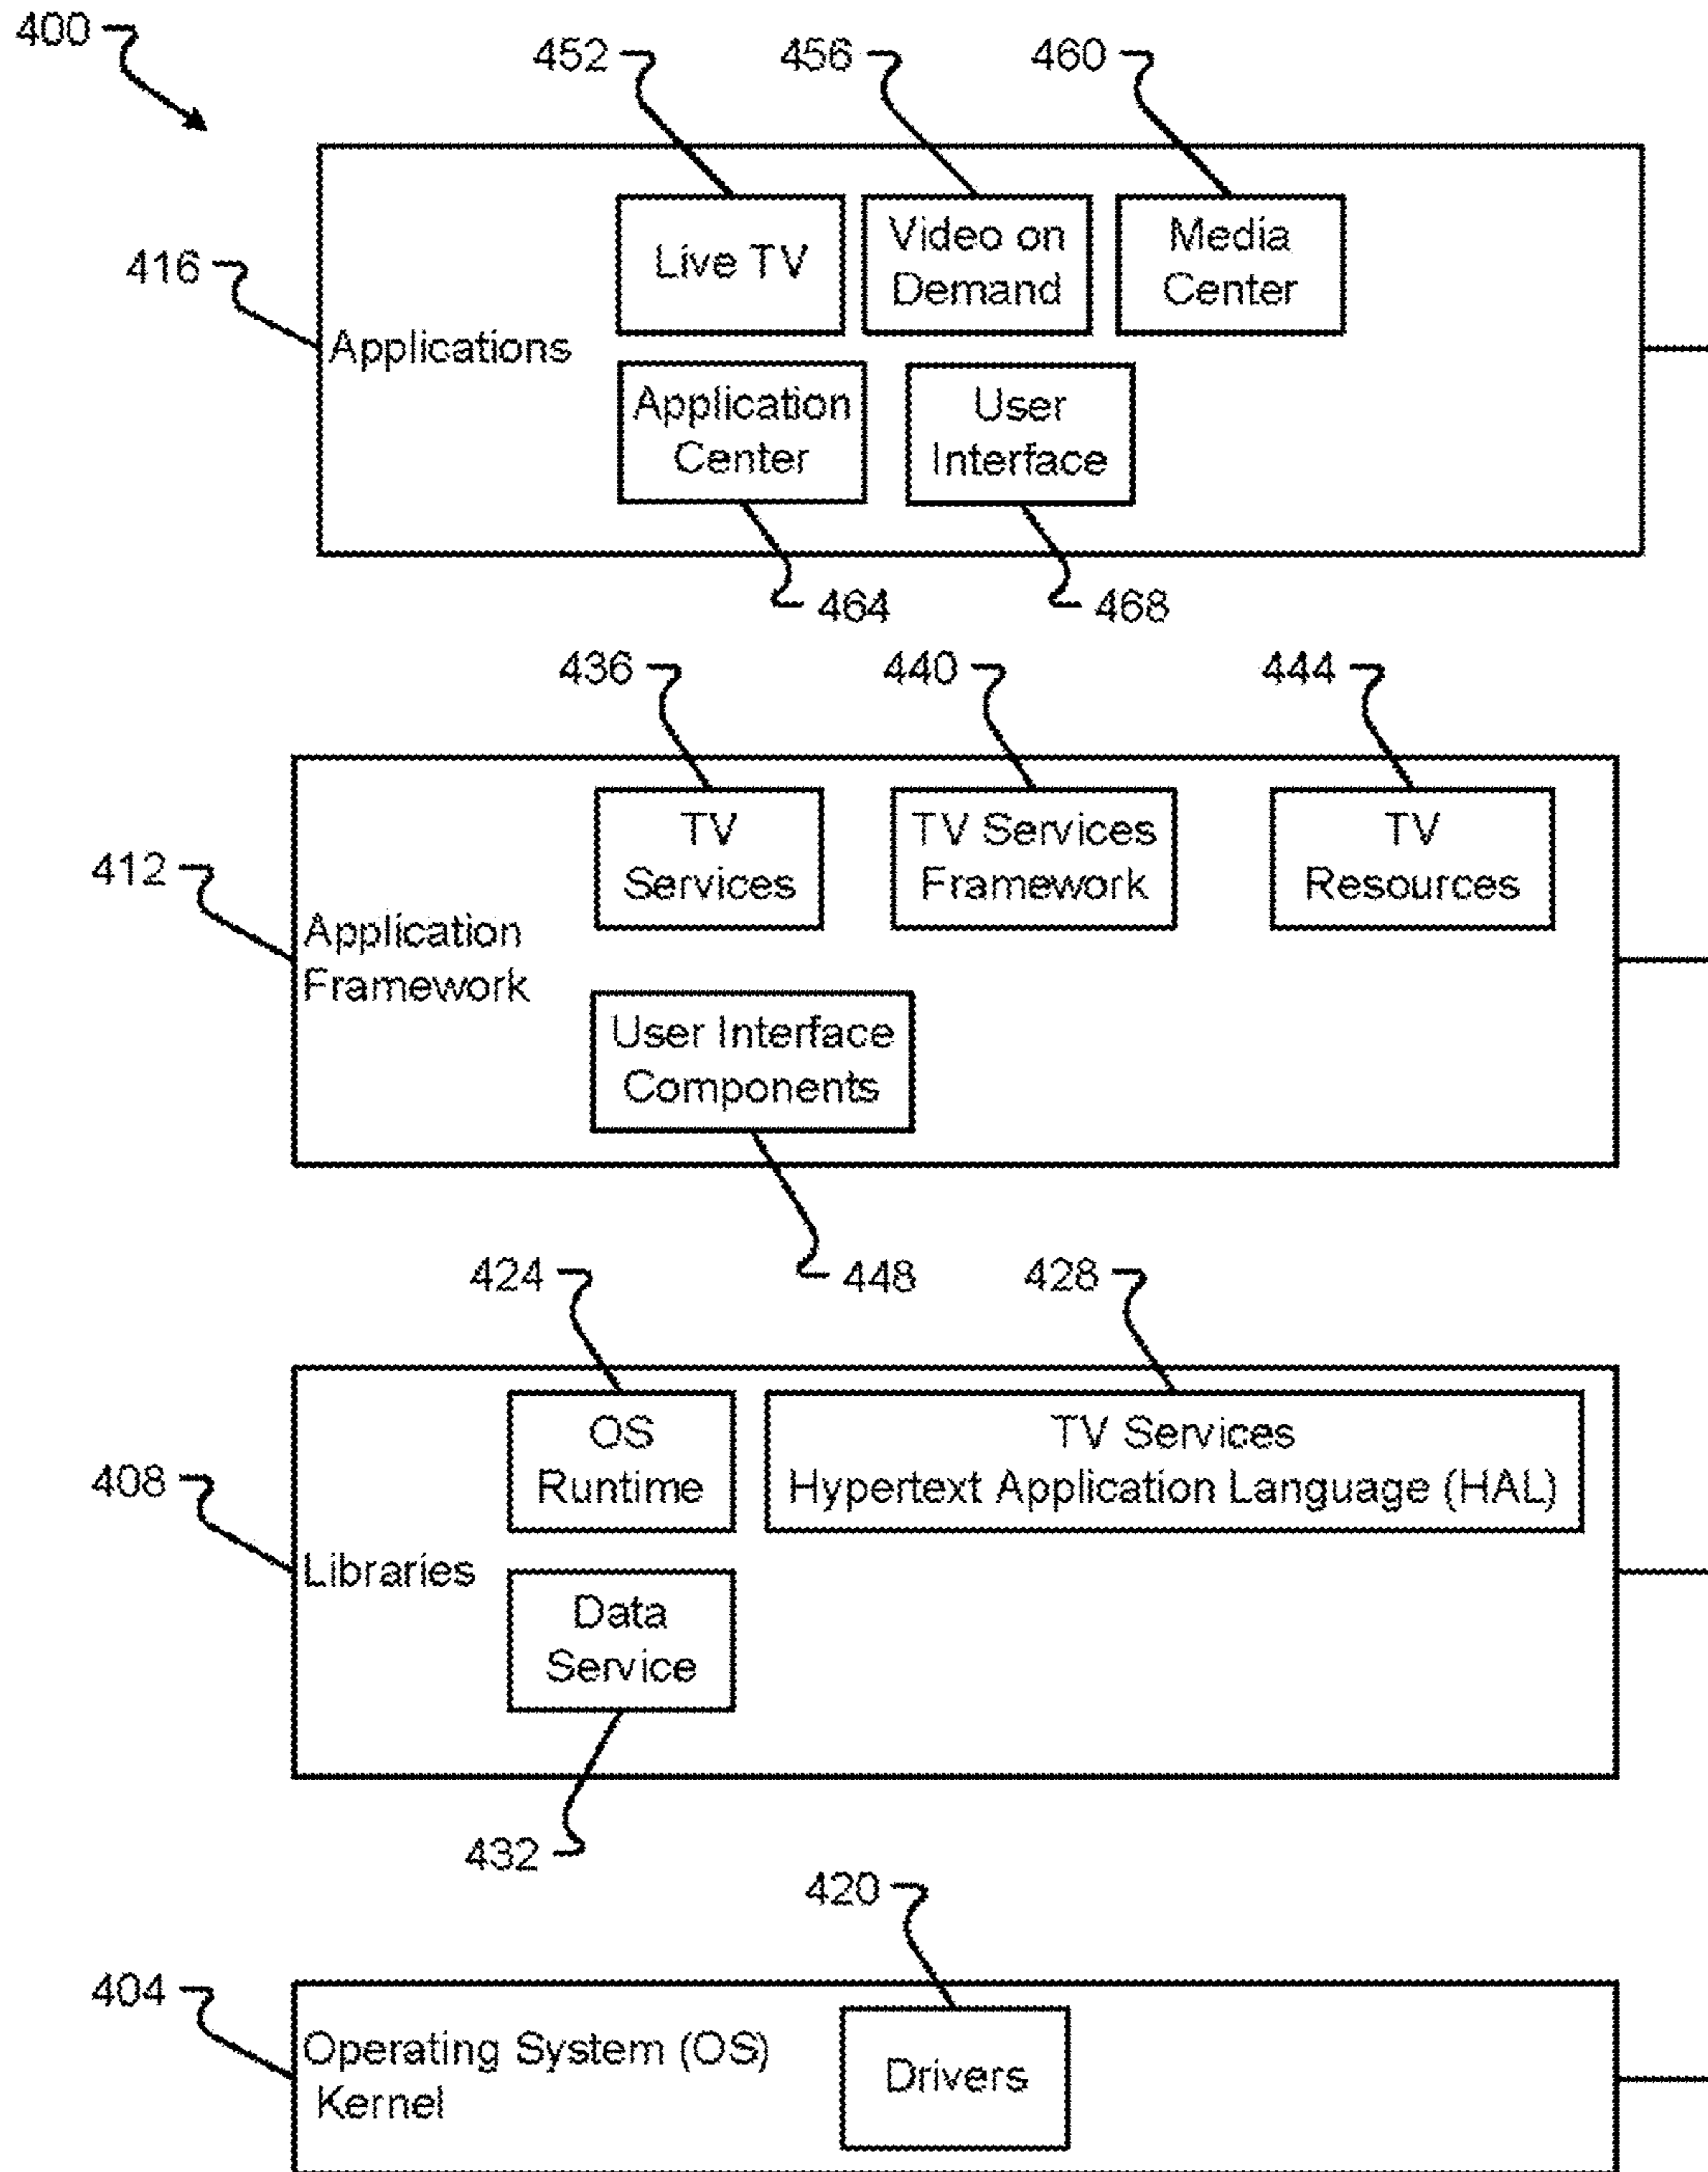 400
452
456
460
416
Applications
Live TV
Video on
Demand
Media
Center
Application
Center
User
Interface
464
468
436
440
444
412
Application
Framework
TV
Services
TV Services
Framework
TV
Resources
User Interface
Components
448
424
428
408
Libraries
OS
Runtime
TV Services
Hypertext Application Language (HAL)
Data
Service
432
420
404
Operating System (OS)
Kernel
Drivers